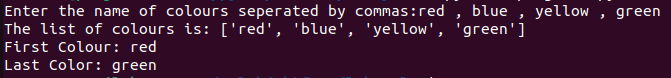 Enter the name of colours seperated by commas:red , blue , yellow , green
The list of colours is: ['red', 'blue', 'yellow', 'green']
First Colour: red
Last Color: green